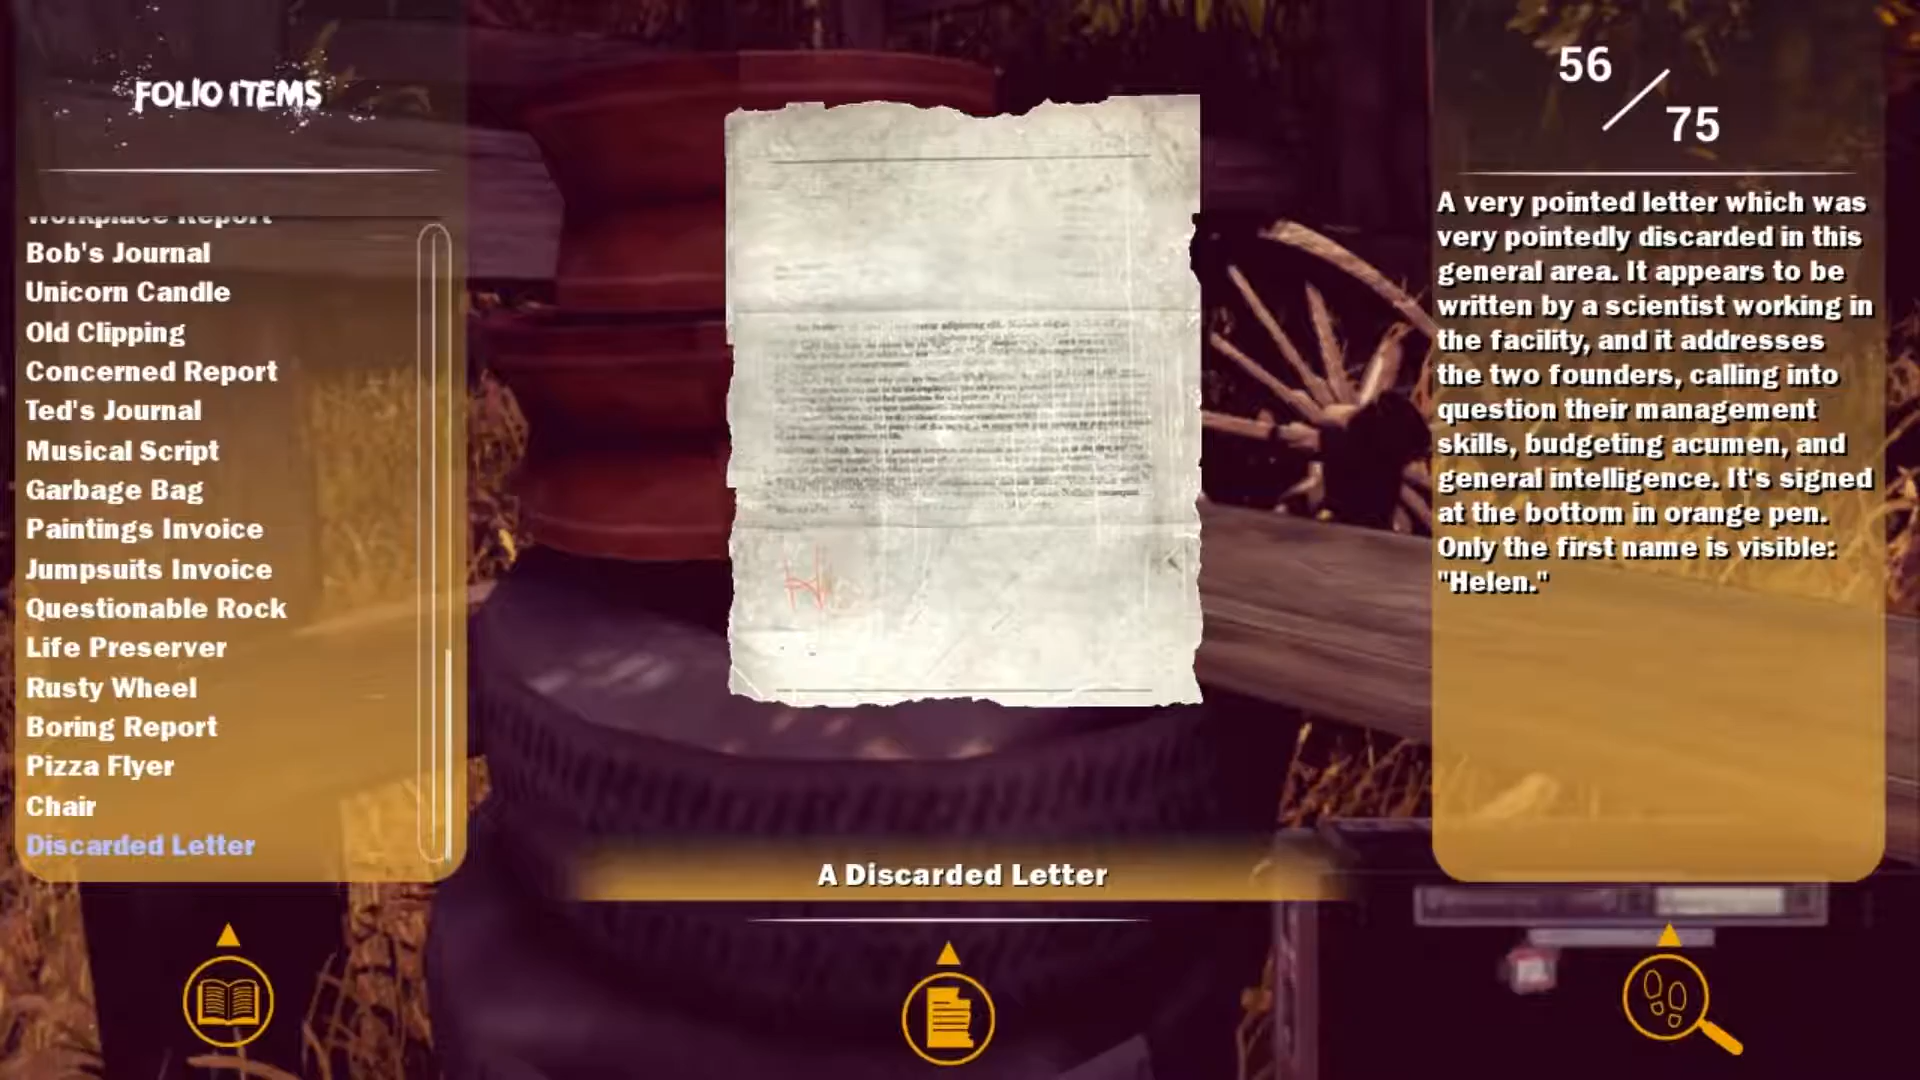 FOLIO ITEMS
Workplace Report
Bob's Journal
Unicorn Candle
Old Clipping
Concerned Report
Ted's Journal
Musical Script
Garbage Bag
Paintings Invoice
Jumpsuits Invoice
Questionable Rock
Life Preserver
Rusty Wheel
Boring Report
Pizza Flyer
Chair
Discarded Letter
A Discarded Letter
56
75
A very pointed letter which was
very pointedly discarded in this
general area. It appears to be
written by a scientist working in
the facility, and it addresses
the two founders, calling into
question their management
skills, budgeting acumen, and
general intelligence. It's signed
at the bottom in orange pen.
Only the first name is visible:
"Helen."